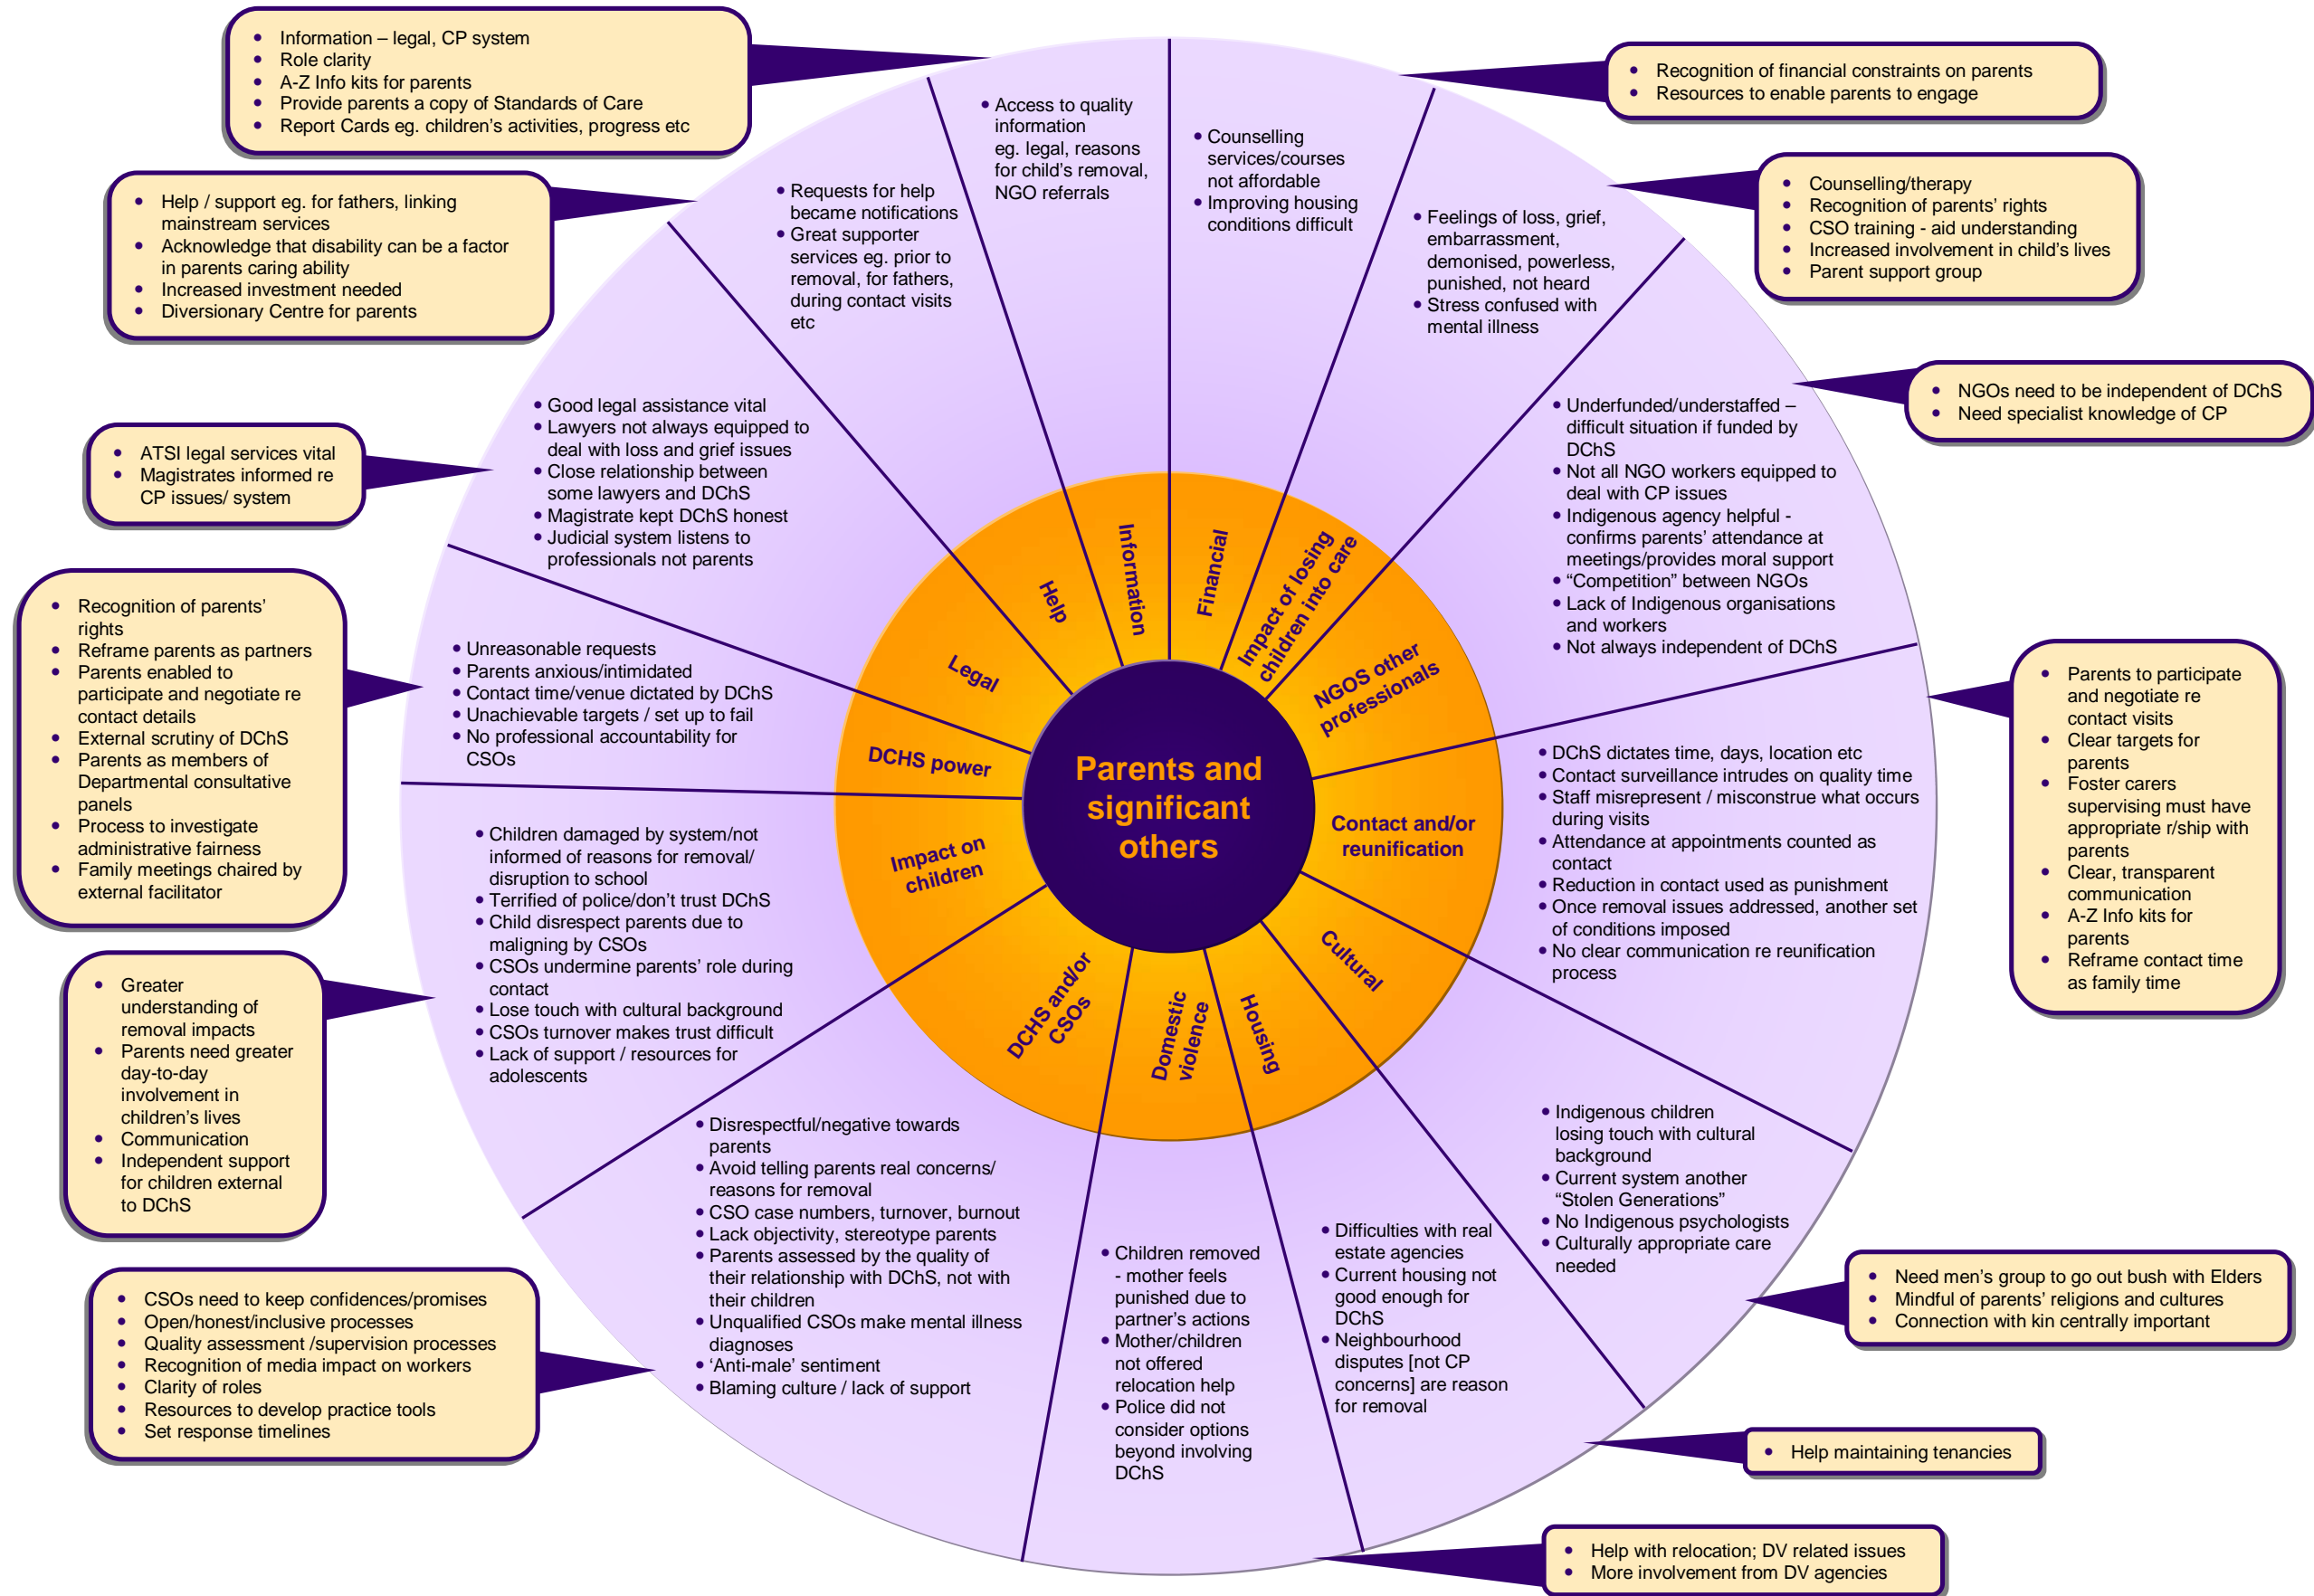 • Information – legal, CP system
• Role clarity
• A-Z Info kits for parents
• Provide parents a copy of Standards of Care
• Report Cards eg. children's activities, progress etc
• Help / support eg. for fathers, linking
mainstream services
• Acknowledge that disability can be a factor
in parents caring ability
• Increased investment needed
• Diversionary Centre for parents
• ATSI legal services vital
• Magistrates informed re
CP issues/ system
• Recognition of parents'
rights
• Reframe parents as partners
• Parents enabled to
participate and negotiate re
contact details
• External scrutiny of DChS
• Parents as members of
Departmental consultative
panels
• Process to investigate
administrative fairness
• Family meetings chaired by
external facilitator
• Greater
understanding of
removal impacts
• Parents need greater
day-to-day
involvement in
children's lives
• Communication
• Independent support
for children external
to DChS
• CSOs need to keep confidences/promises
• Open/honest/inclusive processes
• Quality assessment /supervision processes
• Recognition of media impact on workers
• Clarity of roles
• Resources to develop practice tools
• Set response timelines
• Access to quality
information
eg. legal, reasons
for child's removal,
NGO referrals
• Requests for help
became notifications
• Great supporter
services eg. prior to
removal, for fathers,
during contact visits
etc
• Good legal assistance vital
• Lawyers not always equipped to
deal with loss and grief issues
• Close relationship between
some lawyers and DChS
• Magistrate kept DChS honest
• Judicial system listens to
professionals not parents
• Unreasonable requests
• Parents anxious/intimidated
• Contact time/venue dictated by DChS
• Unachievable targets / set up to fail
• No professional accountability for
CSOs
• Children damaged by system/not
informed of reasons for removal/
disruption to school
• Terrified of police/don't trust DChS
• Child disrespect parents due to
maligning by CSOs
• CSOs undermine parents' role during
contact
• Lose touch with cultural background
• CSOs turnover makes trust difficult
• Lack of support / resources for
adolescents
• Disrespectful/negative towards
parents
• Avoid telling parents real concerns/
reasons for removal
• CSO case numbers, turnover, burnout
• Lack objectivity, stereotype parents
• Parents assessed by the quality of
their relationship with DChS, not with
their children
• Unqualified CSOs make mental illness
diagnoses
• 'Anti-male' sentiment
• Blaming culture / lack of support
• Children removed
- mother feels
punished due to
partner's actions
• Mother/children
not offered
relocation help
• Police did not
consider options
beyond involving
DChS
• Difficulties with real
estate agencies
• Current housing not
good enough for
DChS
• Neighbourhood
disputes [not CP
concerns] are reason
for removal
• Indigenous children
losing touch with cultural
background
• Current system another
“Stolen Generations”
• No Indigenous psychologists
• Culturally appropriate care
needed
• DChS dictates time, days, location etc
• Contact surveillance intrudes on quality time
• Staff misrepresent / misconstrue what occurs
during visits
• Attendance at appointments counted as
contact
• Reduction in contact used as punishment
• Once removal issues addressed, another set
of conditions imposed
• No clear communication re reunification
process
• Underfunded/understaffed –
difficult situation if funded by
DChS
• Not all NGO workers equipped to
deal with CP issues
• Indigenous agency helpful -
confirms parents' attendance at
meetings/provides moral support
• “Competition” between NGOs
• Lack of Indigenous organisations
and workers
• Not always independent of DChS
• Feelings of loss, grief,
embarrassment,
demonised, powerless,
punished, not heard
• Stress confused with
mental illness
• Counselling
services/courses
not affordable
• Improving housing
conditions difficult
Information
Help
Legal
DCHS power
Impact on
children
DCHS and/or
CSOs
Domestic
violence
Housing
Cultural
Contact and/or
reunification
NGOS other
professionals
Impact of losing
children into care
Financial
Parents and
significant
others
• Recognition of financial constraints on parents
• Resources to enable parents to engage
• Counselling/therapy
• Recognition of parents' rights
• CSO training - aid understanding
• Increased involvement in child's lives
• Parent support group
• NGOs need to be independent of DChS
• Need specialist knowledge of CP
• Parents to participate
and negotiate re
contact visits
• Clear targets for
parents
• Foster carers
supervising must have
appropriate r/ship with
parents
• Clear, transparent
communication
• A-Z Info kits for
parents
• Reframe contact time
as family time
• Need men's group to go out bush with Elders
• Mindful of parents' religions and cultures
• Connection with kin centrally important
• Help maintaining tenancies
• Help with relocation; DV related issues
• More involvement from DV agencies